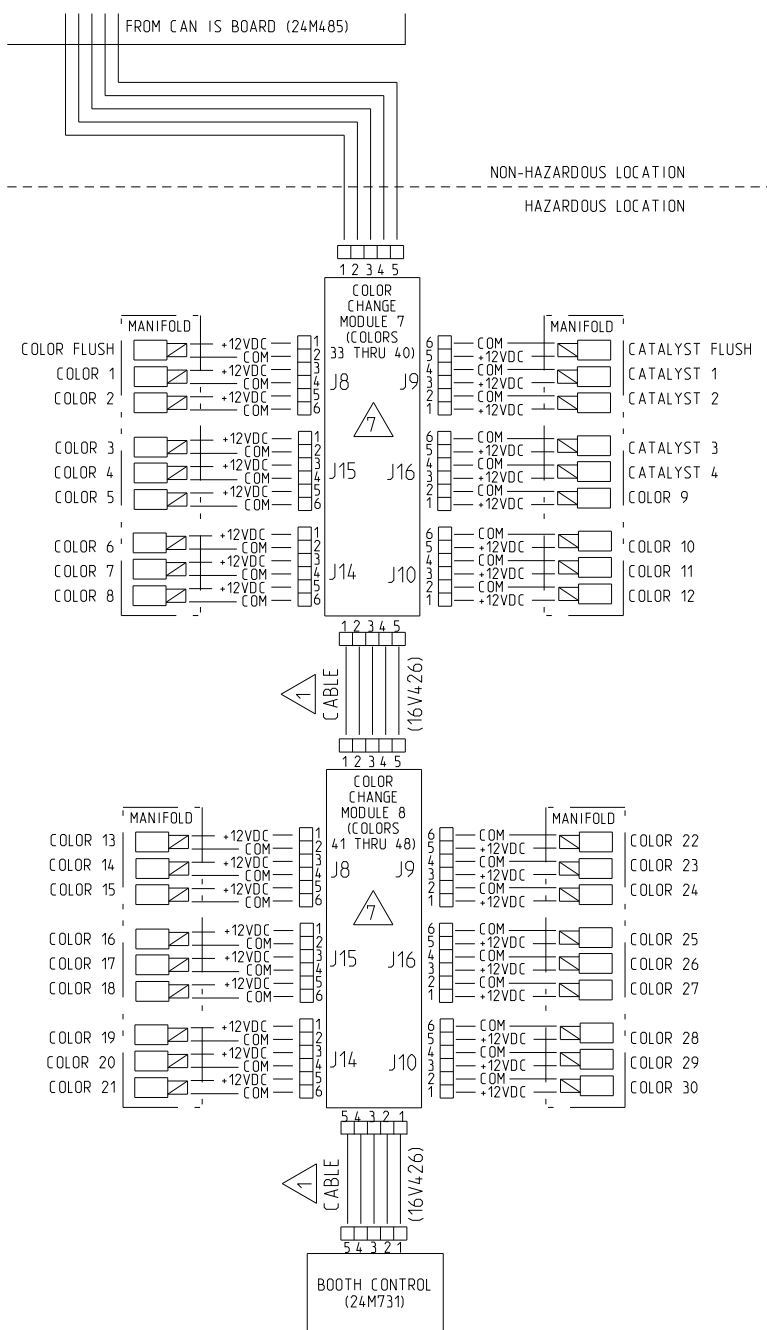 FROM CAN IS BOARD (24M485)
NON-HAZARDOUS LOCATION
HAZARDOUS LOCATION
1 2 3 4 5
COLOR
CHANGE
MODULE 7
(COLORS
33 THRU 40)
MANIFOLD
COLOR FLUSH
COLOR 1
COLOR 2
+12VDC 1
COM 2
+12VDC 3
COM 4
+12VDC 5
COM 6
J8
J9
6 COM
5 +12VDC
4 COM
3 +12VDC
2 COM
1 +12VDC
MANIFOLD
CATALYST FLUSH
CATALYST 1
CATALYST 2
7
COLOR 3
COLOR 4
COLOR 5
+12VDC 1
COM 2
+12VDC 3
COM 4
+12VDC 5
COM 6
J15
J16
6 COM
5 +12VDC
4 COM
3 +12VDC
2 COM
1 +12VDC
CATALYST 3
CATALYST 4
COLOR 9
COLOR 6
COLOR 7
COLOR 8
+12VDC 1
COM 2
+12VDC 3
COM 4
+12VDC 5
COM 6
J14
J10
6 COM
5 +12VDC
4 COM
3 +12VDC
2 COM
1 +12VDC
COLOR 10
COLOR 11
COLOR 12
1 2 3 4 5
1
CABLE
(16V426)
1 2 3 4 5
COLOR
CHANGE
MODULE 8
(COLORS
41 THRU 48)
MANIFOLD
COLOR 13
COLOR 14
COLOR 15
+12VDC 1
COM 2
+12VDC 3
COM 4
+12VDC 5
COM 6
J8
J9
6 COM
5 +12VDC
4 COM
3 +12VDC
2 COM
1 +12VDC
MANIFOLD
COLOR 22
COLOR 23
COLOR 24
7
COLOR 16
COLOR 17
COLOR 18
+12VDC 1
COM 2
+12VDC 3
COM 4
+12VDC 5
COM 6
J15
J16
6 COM
5 +12VDC
4 COM
3 +12VDC
2 COM
1 +12VDC
COLOR 25
COLOR 26
COLOR 27
COLOR 19
COLOR 20
COLOR 21
+12VDC 1
COM 2
+12VDC 3
COM 4
+12VDC 5
COM 6
J14
J10
6 COM
5 +12VDC
4 COM
3 +12VDC
2 COM
1 +12VDC
COLOR 28
COLOR 29
COLOR 30
5 4 3 2 1
1
CABLE
(16V426)
5 4 3 2 1
BOOTH CONTROL
(24M731)